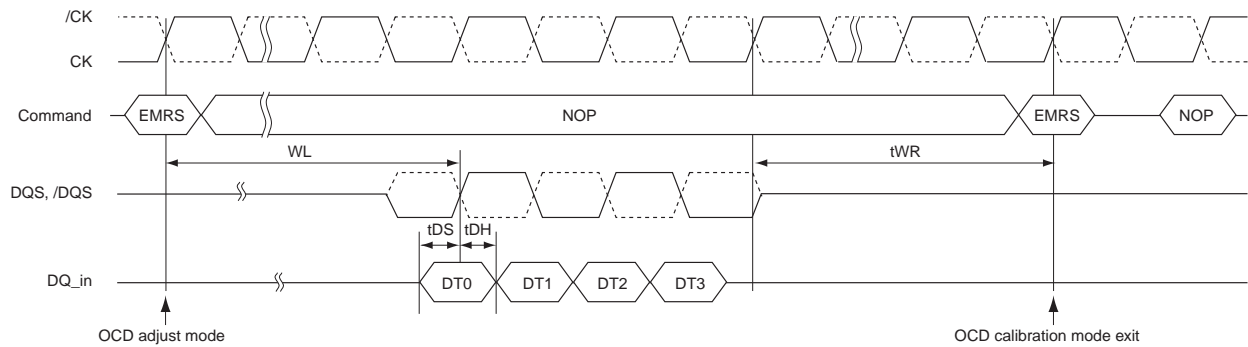 /CK
CK
Command
EMRS
NOP
EMRS
NOP
WL
tWR
DQS, /DQS
tDS
tDH
DQ_in
DT0
DT1
DT2
DT3
OCD adjust mode
OCD calibration mode exit